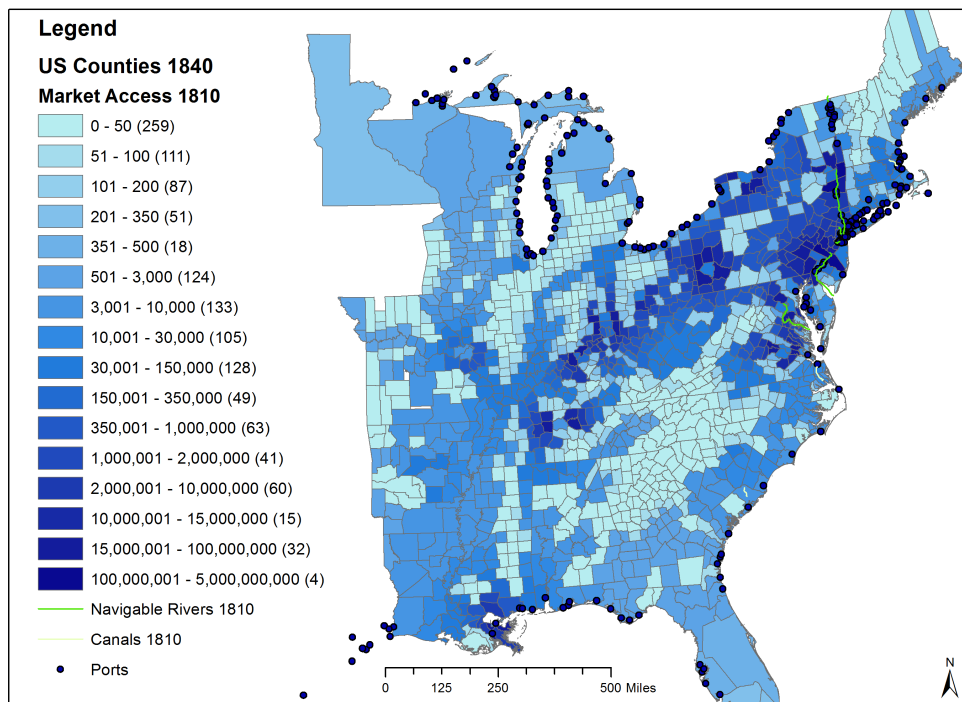 Legend
US Counties 1840
Market Access 1810
0 - 50 (259)
51 - 100 (111)
101 - 200 (87)
201 - 350 (51)
351 - 500 (18)
501 - 3,000 (124)
3,001 - 10,000 (133)
10,001 - 30,000 (105)
30,001 - 150,000 (128)
150,001 - 350,000 (49)
350,001 - 1,000,000 (63)
1,000,001 - 2,000,000 (41)
2,000,001 - 10,000,000 (60)
10,000,001 - 15,000,000 (15)
15,000,001 - 100,000,000 (32)
100,000,001 - 5,000,000,000 (4)
Navigable Rivers 1810
Canals 1810
Ports
0 125 250 500 Miles
N